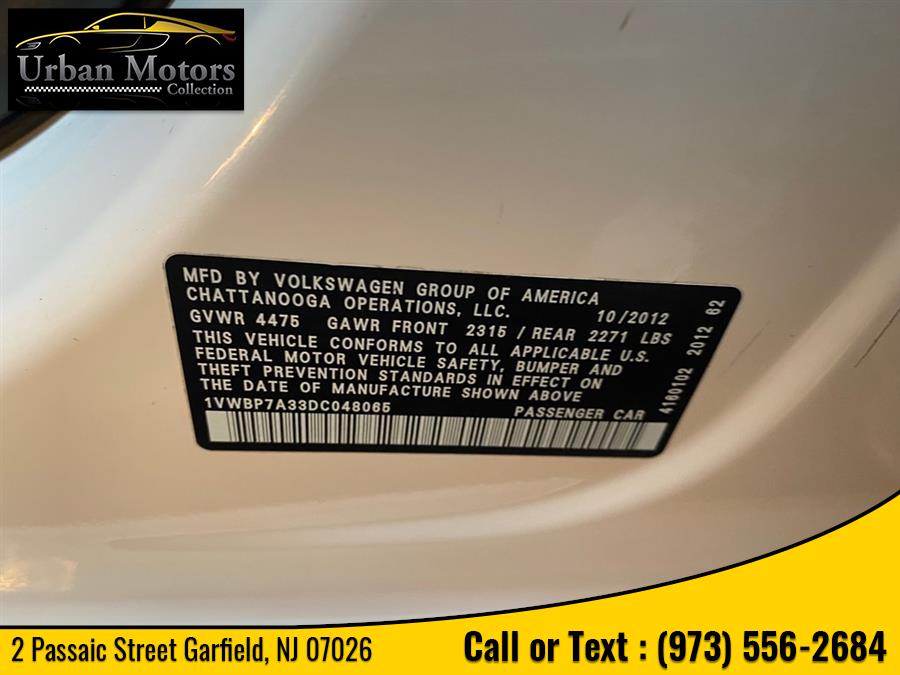 Urban Motors
Collection
MFD BY VOLKSWAGEN GROUP OF AMERICA
CHATTANOOGA OPERATIONS, LLC. 10/2012
GVWR 4475 GAWR FRONT 2315 / REAR 2271 LBS
THIS VEHICLE CONFORMS TO ALL APPLICABLE U.S.
FEDERAL MOTOR VEHICLE SAFETY, BUMPER AND
THEFT PREVENTION STANDARDS IN EFFECT ON
THE DATE OF MANUFACTURE SHOWN ABOVE
1VWBP7A33DC048065 PASSENGER CAR
4160102 2012 62
2 Passaic Street Garfield, NJ 07026
Call or Text : (973) 556-2684